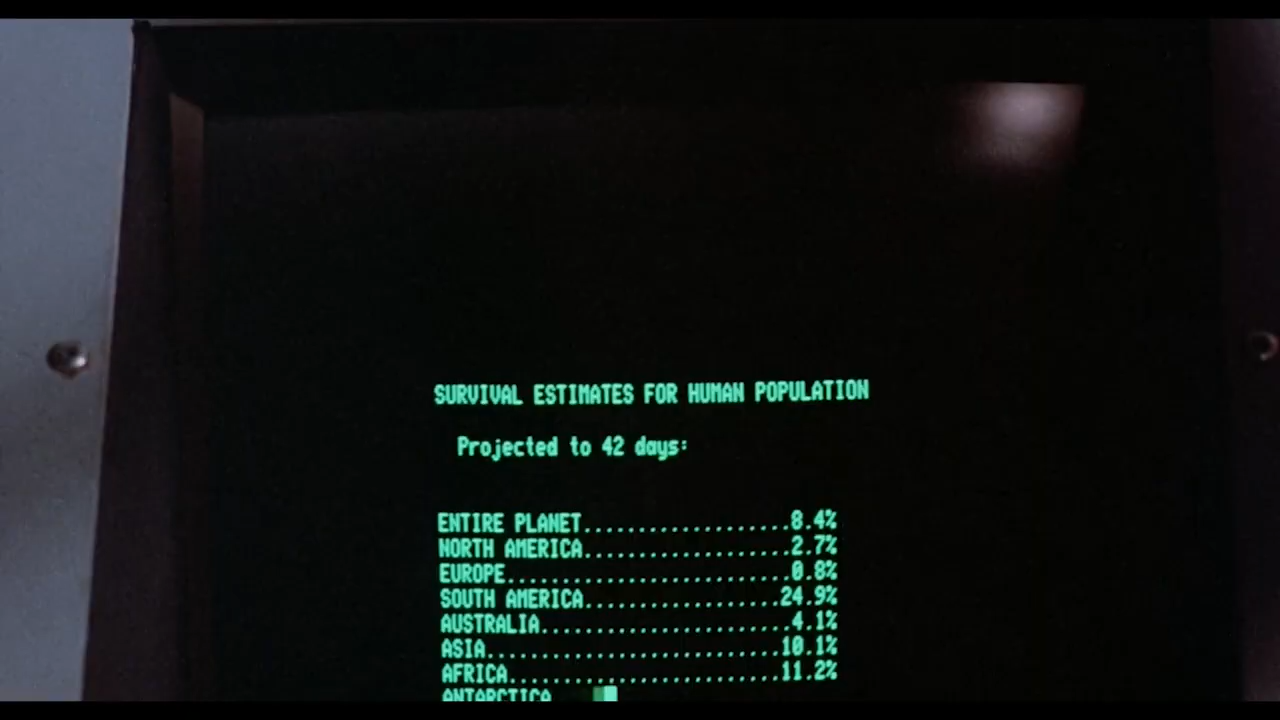 SURVIVAL ESTIMATES FOR HUMAN POPULATION
Projected to 42 days:
ENTIRE PLANET...................8.4%
NORTH AMERICA...................2.7%
EUROPE..........................0.8%
SOUTH AMERICA..................24.9%
AUSTRALIA.......................4.1%
ASIA...........................10.1%
AFRICA.........................11.2%
ANTARCTICA